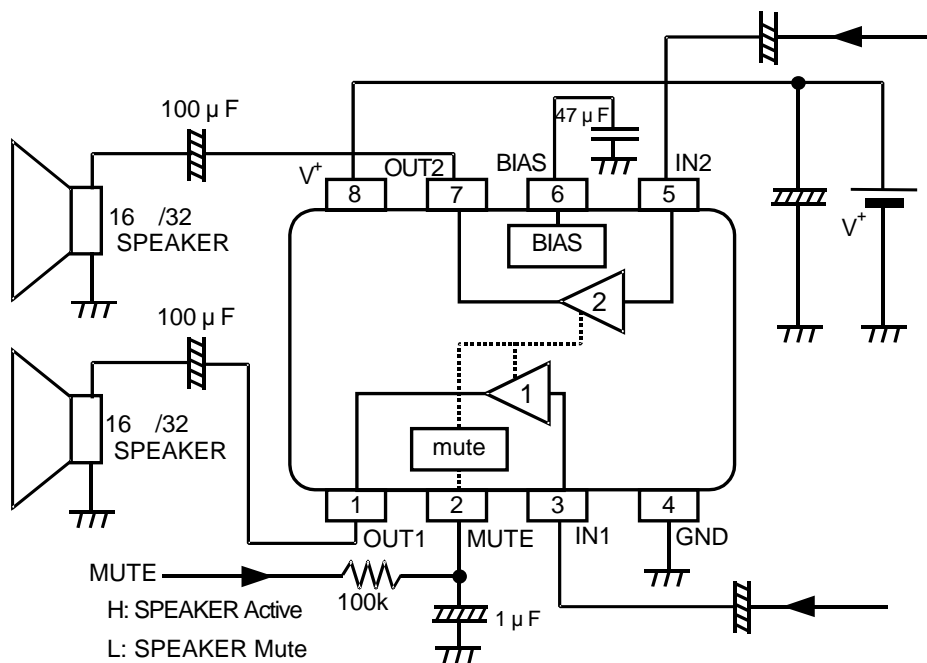 100 µ F
47 µ F
V+
OUT2
BIAS
IN2
8
7
6
5
16 /32
SPEAKER
BIAS
V+
2
100 µ F
1
16 /32
SPEAKER
mute
1
2
3
4
OUT1
MUTE
IN1
GND
MUTE
100k
H: SPEAKER Active
1 µ F
L: SPEAKER Mute